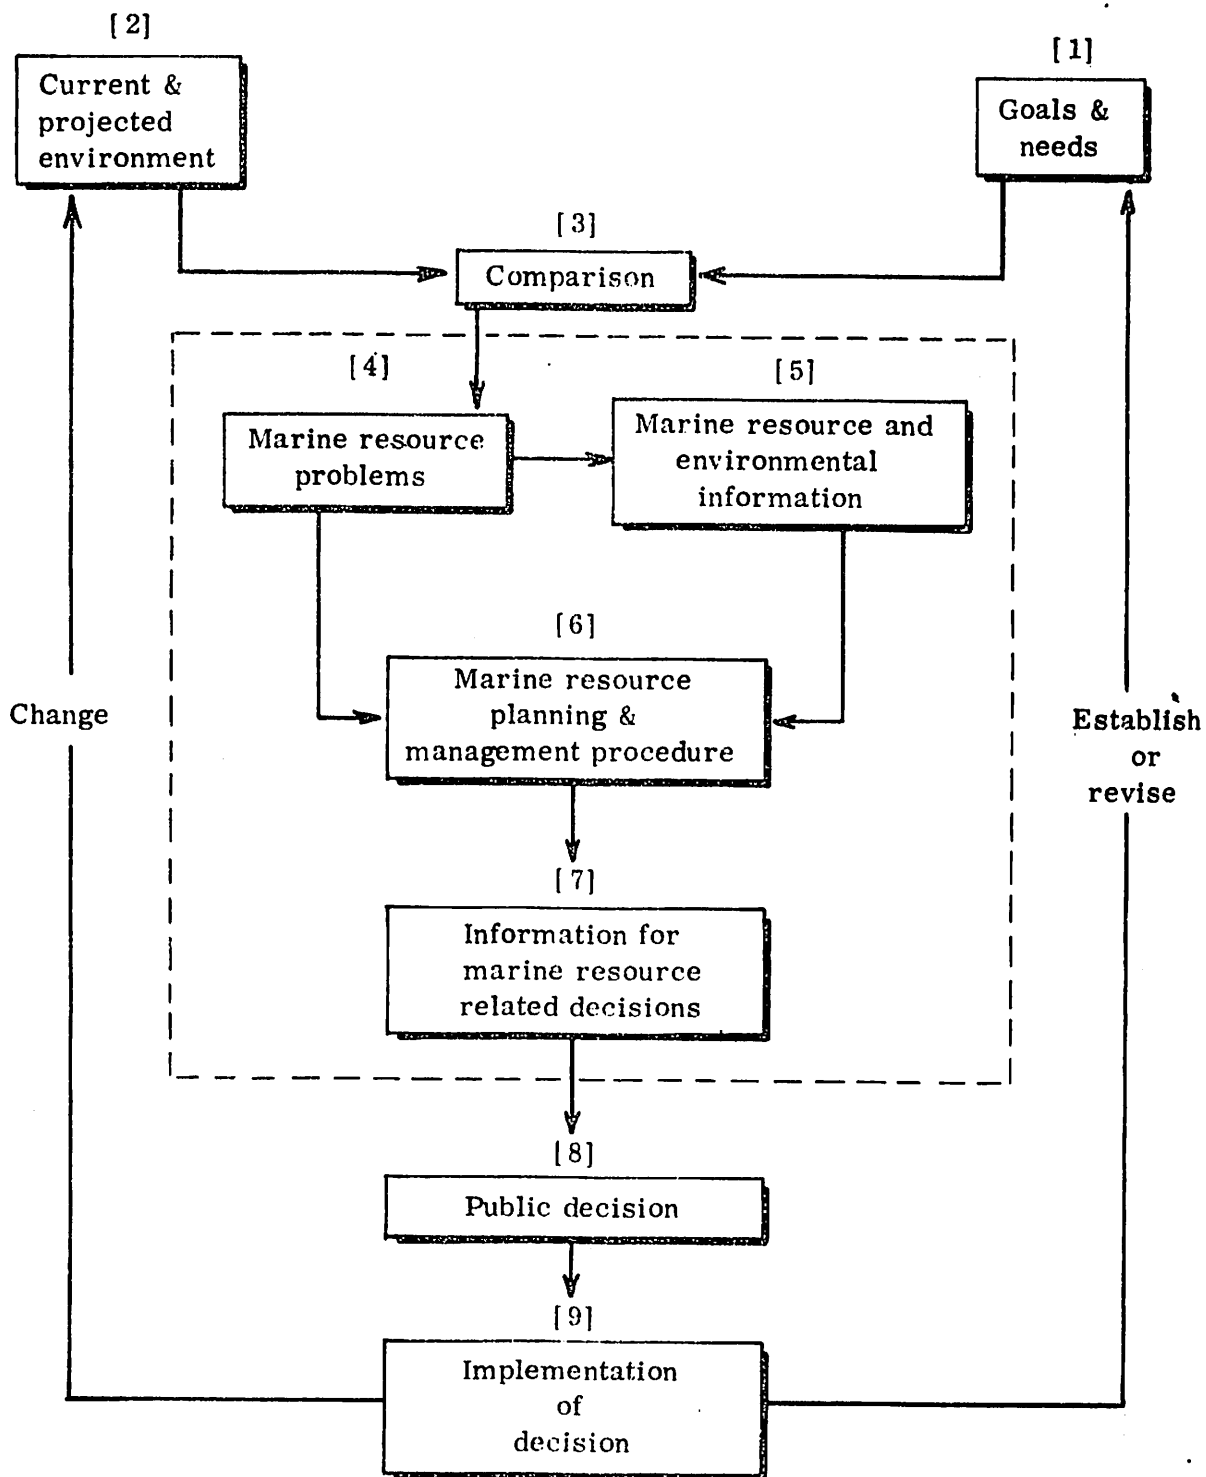 [2]
Current &
projected
environment
[1]
Goals &
needs
[3]
Comparison
[4]
Marine resource
problems
[5]
Marine resource and
environmental
information
[6]
Marine resource
planning &
management procedure
Change
Establish
or
revise
[7]
Information for
marine resource
related decisions
[8]
Public decision
[9]
Implementation
of
decision